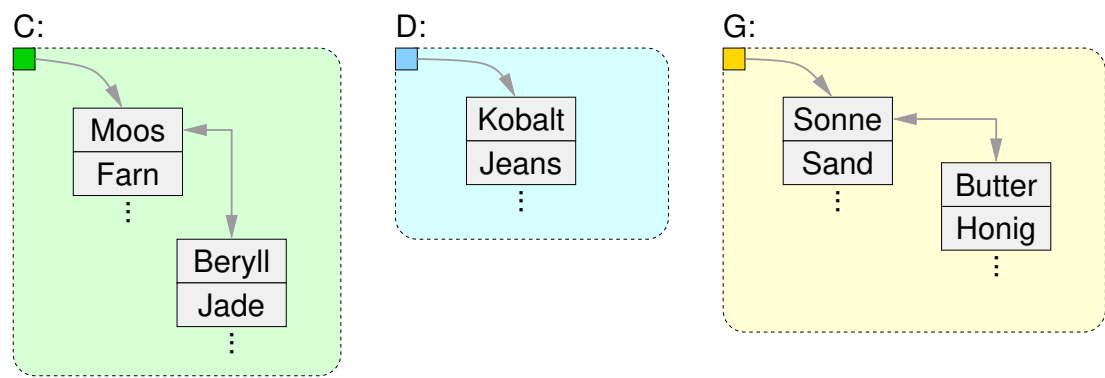 C:
Moos
Farn
⋮
Beryll
Jade
⋮
D:
Kobalt
Jeans
⋮
G:
Sonne
Sand
⋮
Butter
Honig
⋮